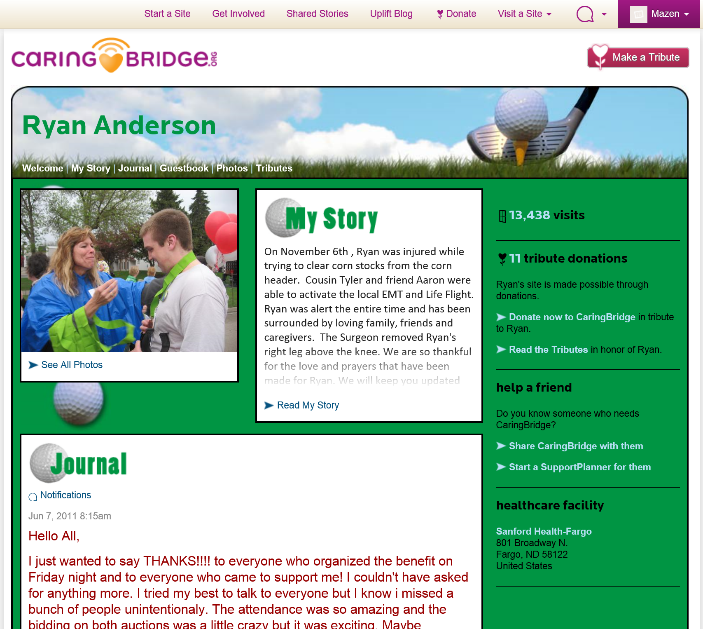 Start a Site Get Involved Shared Stories Uplift Blog Donate Visit a Site Mazen
CARINGBRIDGE.ORG
Make a Tribute
Ryan Anderson
Welcome | My Story | Journal | Guestbook | Photos | Tributes
See All Photos
My Story
On November 6th , Ryan was injured while
trying to clear corn stocks from the corn
header.  Cousin Tyler and friend Aaron were
able to activate the local EMT and Life Flight.
Ryan was alert the entire time and has been
surrounded by loving family, friends and
caregivers.  The Surgeon removed Ryan's
right leg above the knee. We are so thankful
for the love and prayers that have been
made for Ryan. We will keep you updated
Read My Story
Journal
Notifications
Jun 7, 2011 8:15am
Hello All,
I just wanted to say THANKS!!!! to everyone who organized the benefit on
Friday night and to everyone who came to support me! I couldn't have asked
for anything more. I tried my best to talk to everyone but I know i missed a
bunch of people unintentionaly. The attendance was so amazing and the
bidding on both auctions was a little crazy but it was exciting. Maybe
13,438 visits
11 tribute donations
Ryan's site is made possible through
donations.
Donate now to CaringBridge in tribute
to Ryan.
Read the Tributes in honor of Ryan.
help a friend
Do you know someone who needs
CaringBridge?
Share CaringBridge with them
Start a SupportPlanner for them
healthcare facility
Sanford Health-Fargo
801 Broadway N.
Fargo, ND 58122
United States